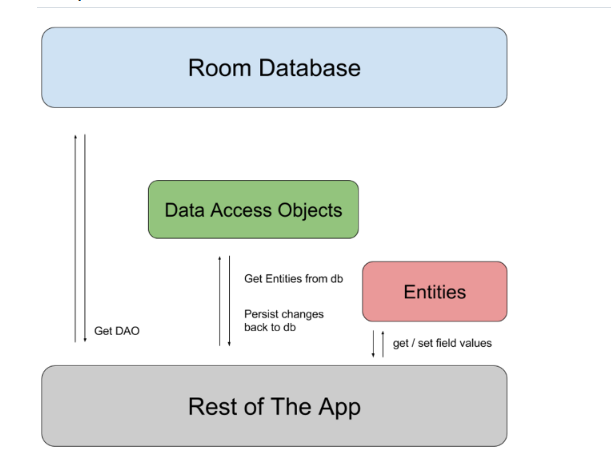 Room Database
Data Access Objects
Get Entities from db
Entities
Persist changes
back to db
Get DAO
get / set field values
Rest of The App